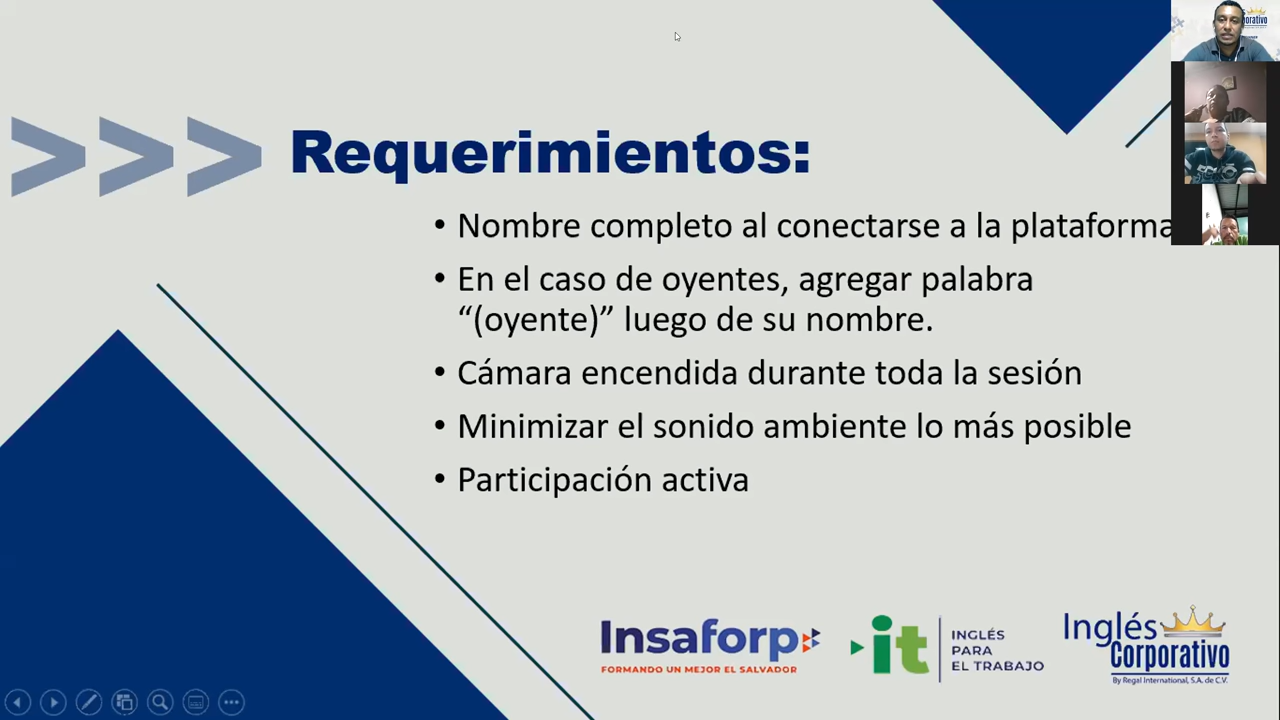 >>> Requerimientos:
• Nombre completo al conectarse a la plataforma
• En el caso de oyentes, agregar palabra
“(oyente)” luego de su nombre.
• Cámara encendida durante toda la sesión
• Minimizar el sonido ambiente lo más posible
• Participación activa
Insaforp
FORMANDO UN MEJOR EL SALVADOR
it
INGLÉS
PARA
EL TRABAJO
Inglés
Corporativo
By Regal International, S.A. de C.V.